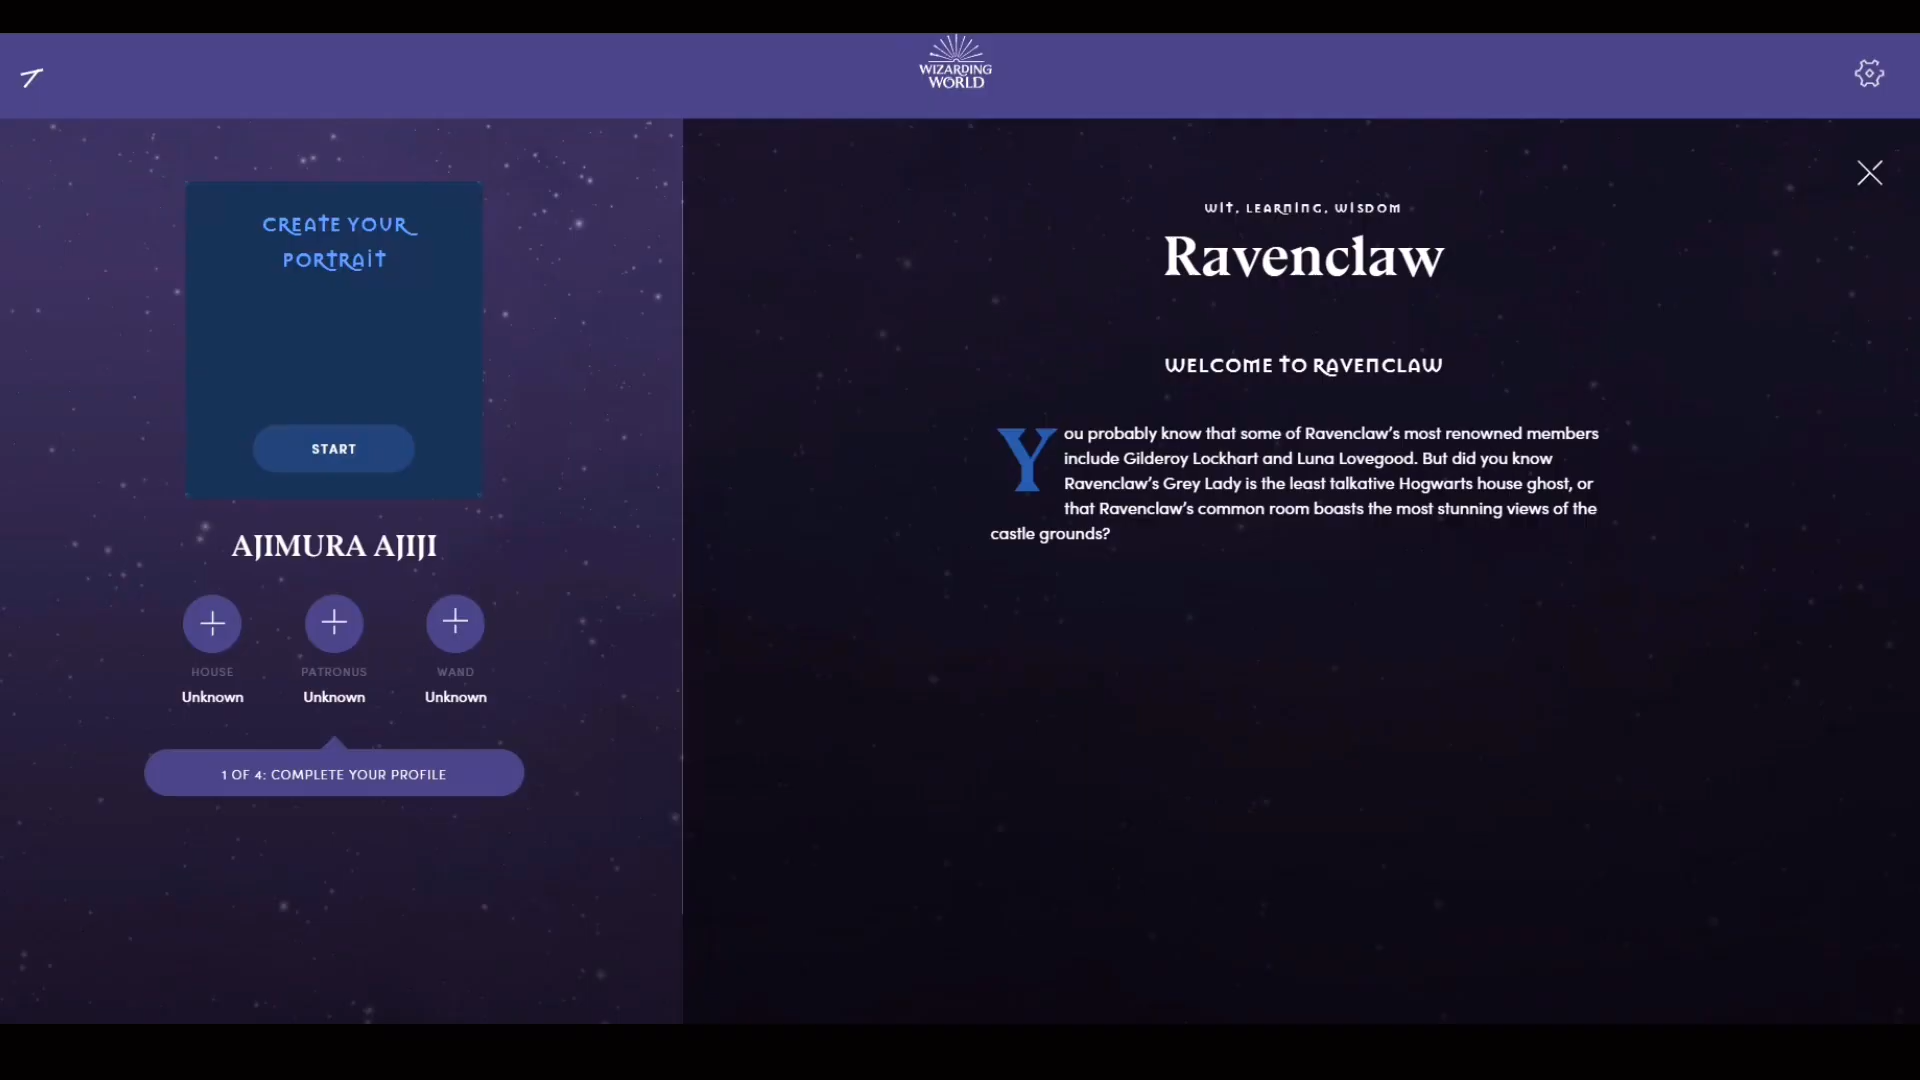 WIZARDING
WORLD
CREATE YOUR
PORTRAIT
START
AJIMURA AJIJI
HOUSE
PATRONUS
WAND
Unknown
Unknown
Unknown
1 OF 4: COMPLETE YOUR PROFILE
WIT, LEARNING, WISDOM
Ravenclaw
WELCOME TO RAVENCLAW
You probably know that some of Ravenclaw’s most renowned members
include Gilderoy Lockhart and Luna Lovegood. But did you know
Ravenclaw’s Grey Lady is the least talkative Hogwarts house ghost, or
that Ravenclaw’s common room boasts the most stunning views of the
castle grounds?